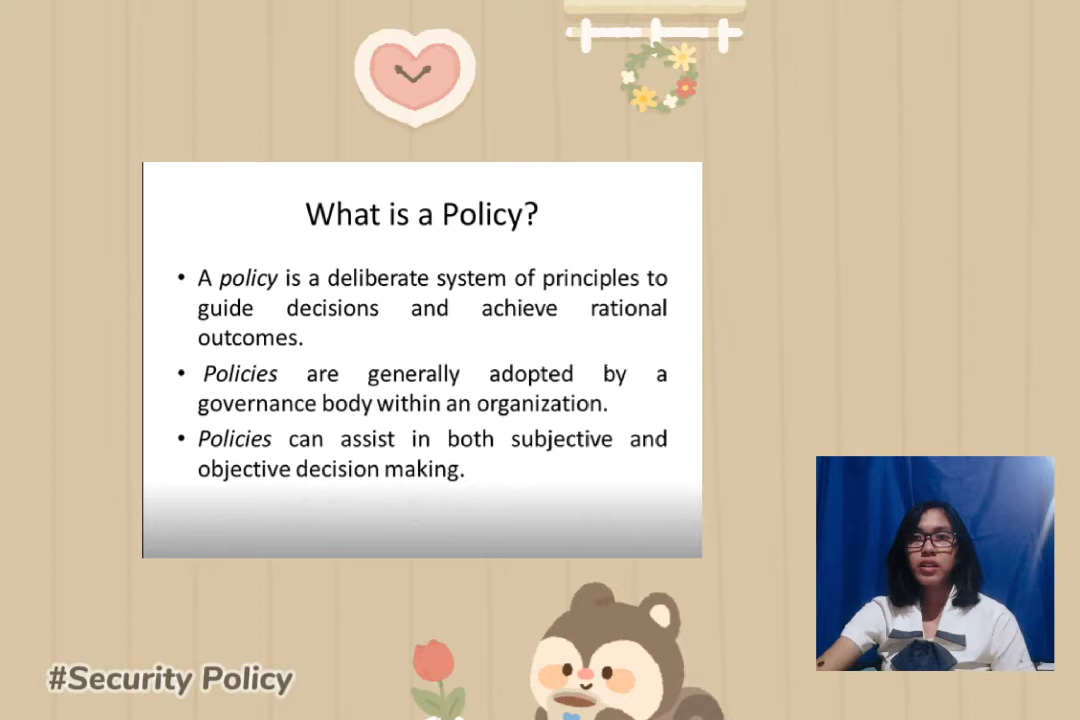 What is a Policy?
• A policy is a deliberate system of principles to
guide decisions and achieve rational
outcomes.
• Policies are generally adopted by a
governance body within an organization.
• Policies can assist in both subjective and
objective decision making.
#Security Policy